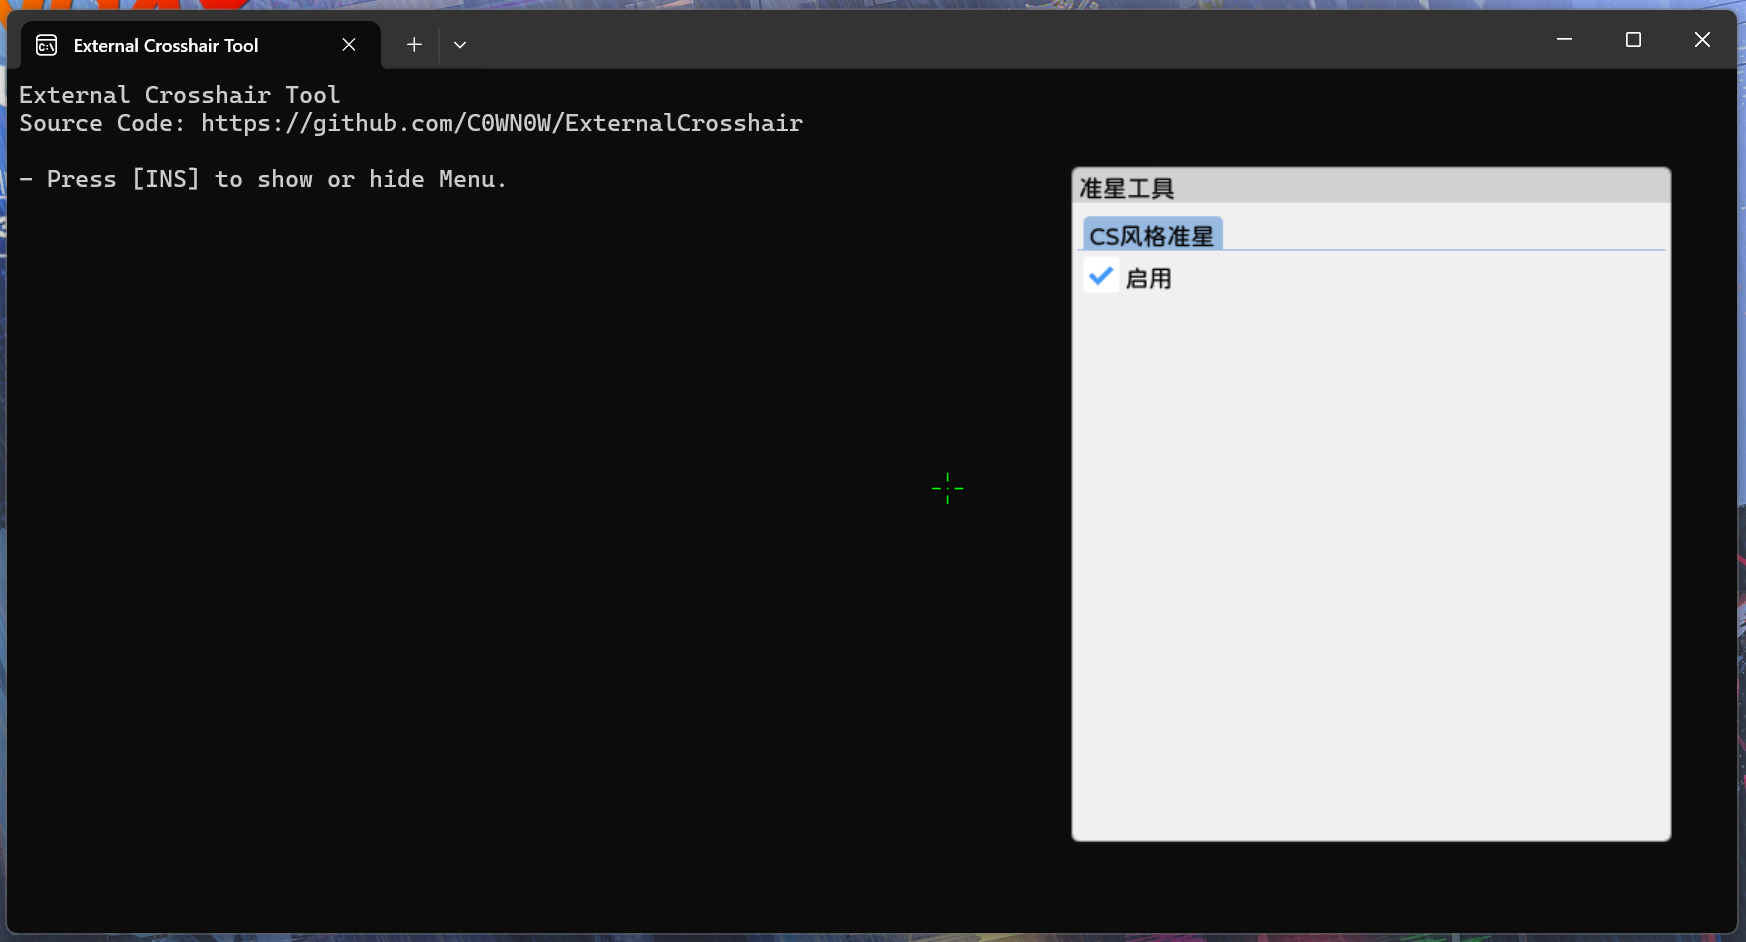 External Crosshair Tool
External Crosshair Tool
Source Code: https://github.com/C0WN0W/ExternalCrosshair
- Press [INS] to show or hide Menu.
准星工具
CS风格准星
启用